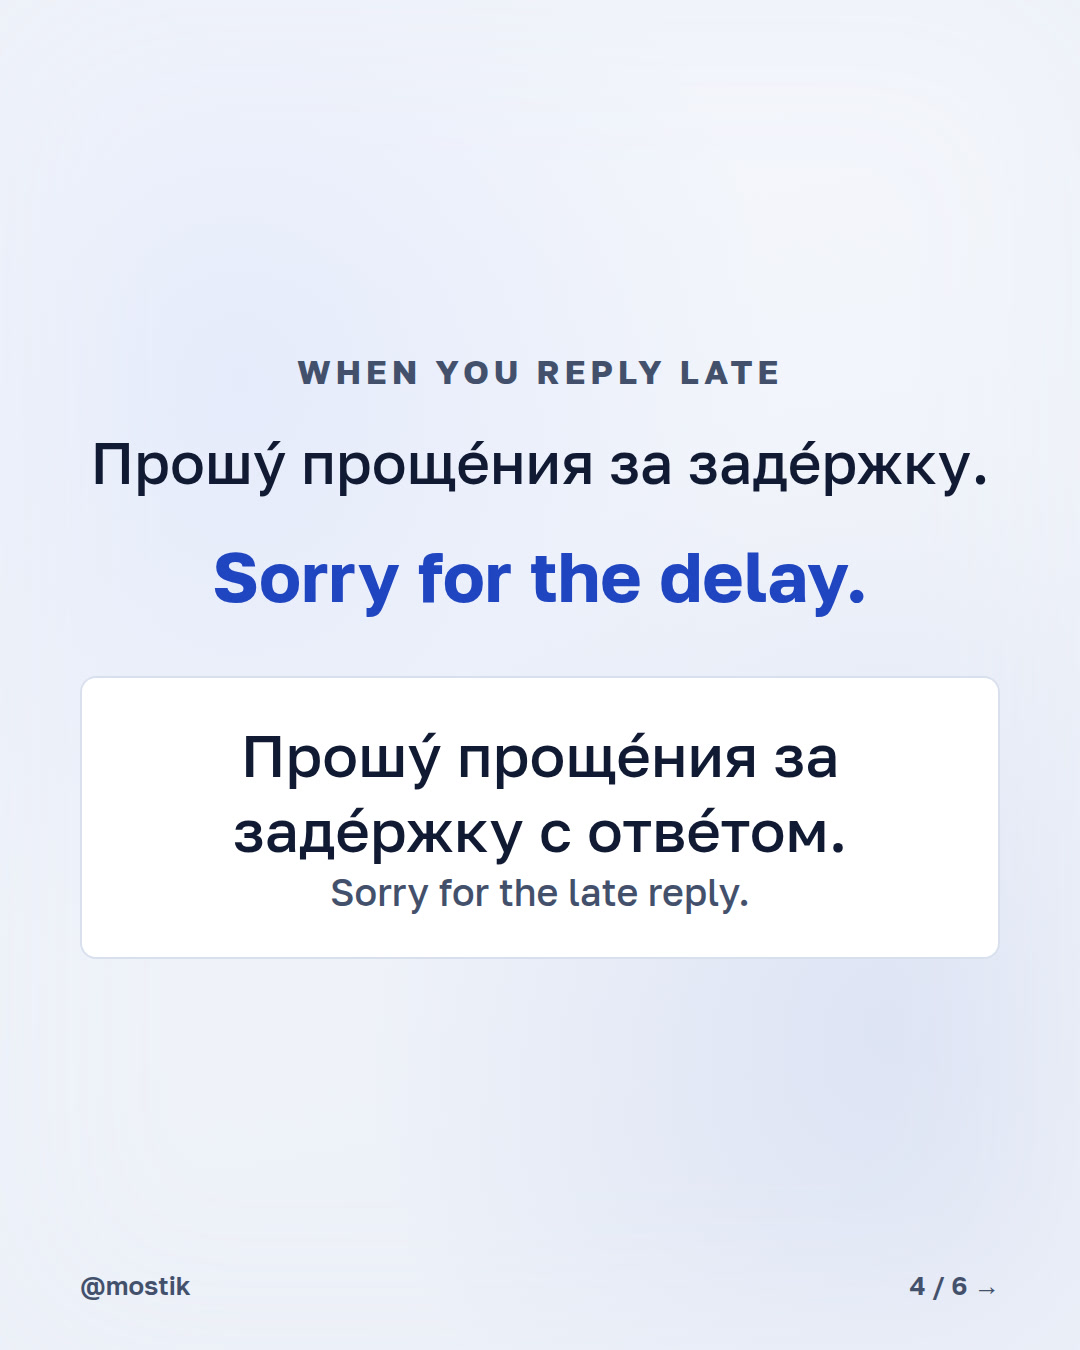 WHEN YOU REPLY LATE
Прошу́ проще́ния за заде́ржку.
Sorry for the delay.
Прошу́ проще́ния за
заде́ржку с отве́том.
Sorry for the late reply.
@mostik
4 / 6 →